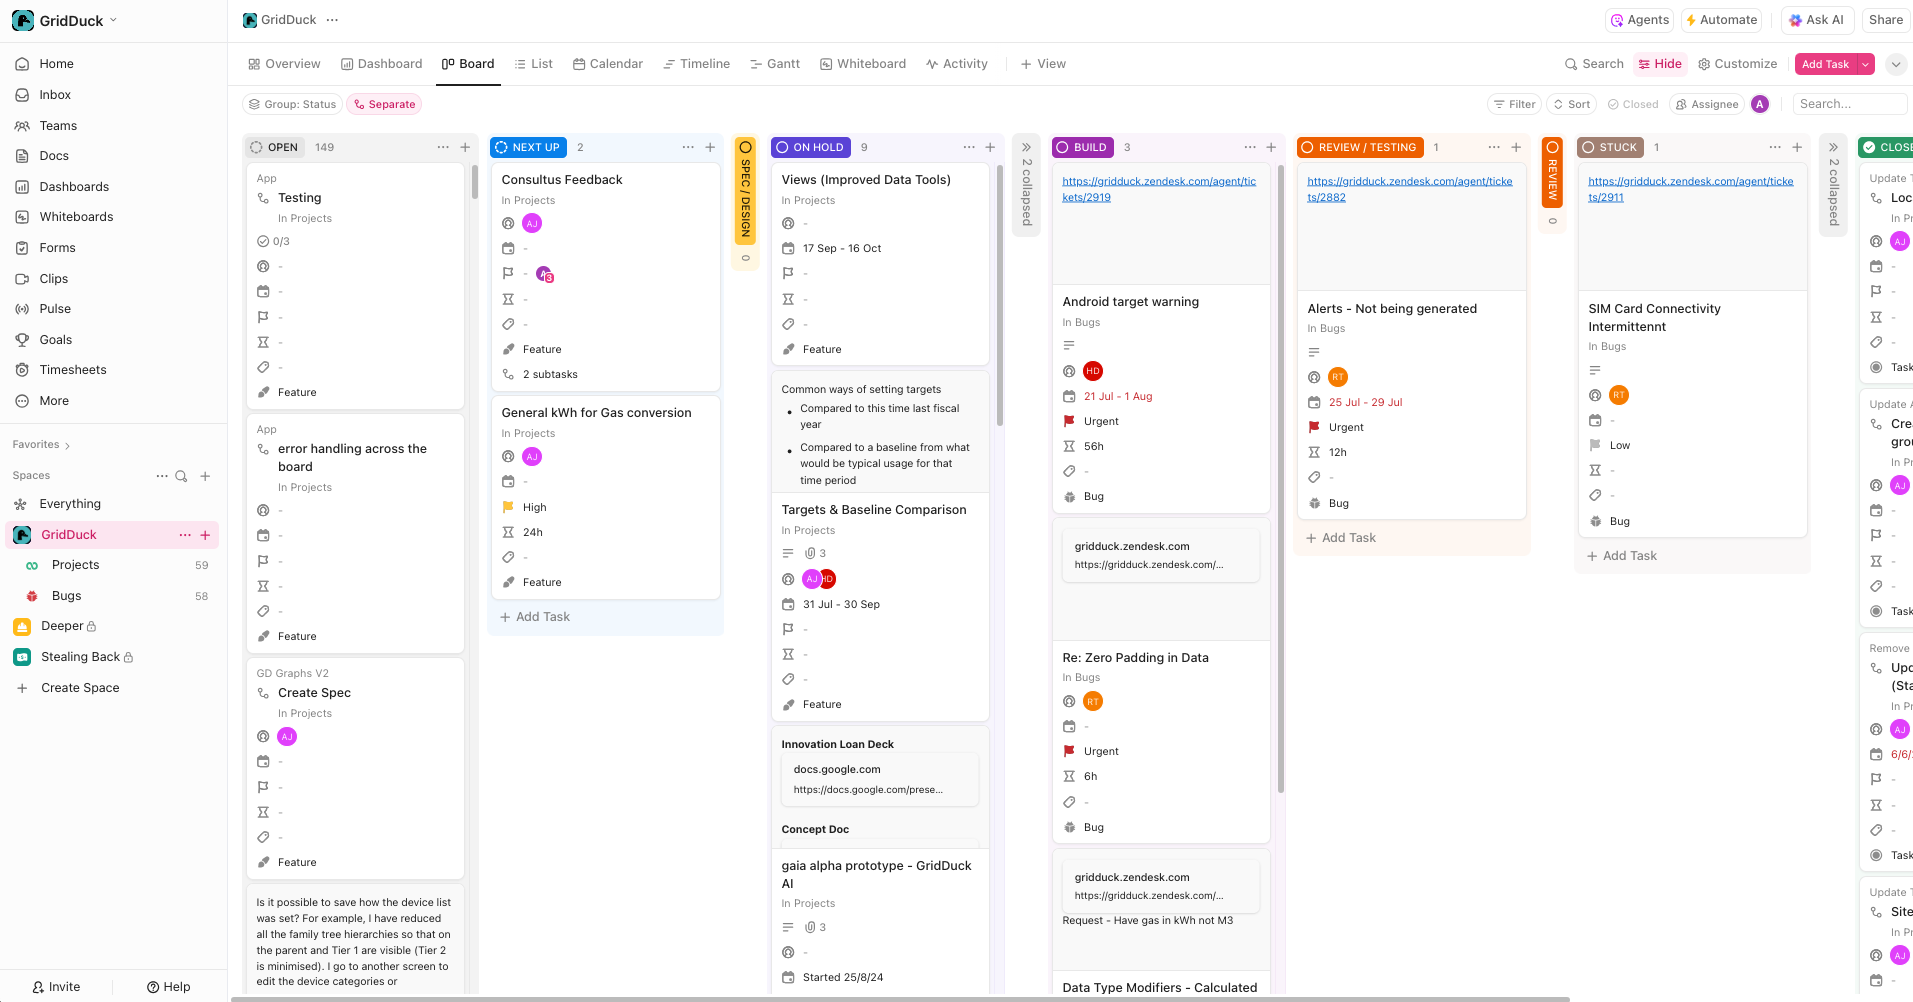 GridDuck
Home
Inbox
Teams
Docs
Dashboards
Whiteboards
Forms
Clips
Pulse
Goals
Timesheets
More
Favorites
Spaces
Everything
GridDuck
Projects 59
Bugs 58
Deeper
Stealing Back
Create Space
Invite
Help
GridDuck
Agents
Automate
Ask AI
Share
Overview
Dashboard
Board
List
Calendar
Timeline
Gantt
Whiteboard
Activity
View
Search
Hide
Customize
Add Task
Group: Status
Separate
Filter
Sort
Closed
Assignee
A
Search...
OPEN 149
App
Testing
In Projects
0/3
-
-
-
-
-
Feature
App
error handling across the
board
In Projects
-
-
-
-
-
Feature
GD Graphs V2
Create Spec
In Projects
AJ
-
-
-
-
Feature
Is it possible to save how the device list
was set? For example, I have reduced
all the family tree hierarchies so that on
the parent and Tier 1 are visible (Tier 2
is minimised). I go to another screen to
edit the device categories or
NEXT UP 2
Consultus Feedback
In Projects
AJ
-
- A 3
-
-
Feature
2 subtasks
General kWh for Gas conversion
In Projects
AJ
-
High
24h
-
Feature
Add Task
SPEC / DESIGN 0
ON HOLD 9
Views (Improved Data Tools)
In Projects
-
17 Sep - 16 Oct
-
-
-
Feature
Common ways of setting targets
• Compared to this time last fiscal
year
• Compared to a baseline from what
would be typical usage for that
time period
Targets & Baseline Comparison
In Projects
3
AJ HD
31 Jul - 30 Sep
-
-
-
Feature
Innovation Loan Deck
docs.google.com
https://docs.google.com/prese...
Concept Doc
gaia alpha prototype - GridDuck
AI
In Projects
3
-
Started 25/8/24
2 collapsed
BUILD 3
https://gridduck.zendesk.com/agent/tic
kets/2919
Android target warning
In Bugs
HD
21 Jul - 1 Aug
Urgent
56h
-
Bug
gridduck.zendesk.com
https://gridduck.zendesk.com/...
Re: Zero Padding in Data
In Bugs
RT
-
Urgent
6h
-
Bug
gridduck.zendesk.com
https://gridduck.zendesk.com/...
Request - Have gas in kWh not M3
Data Type Modifiers - Calculated
REVIEW / TESTING 1
https://gridduck.zendesk.com/agent/ticke
ts/2882
Alerts - Not being generated
In Bugs
RT
25 Jul - 29 Jul
Urgent
12h
-
Bug
Add Task
REVIEW 0
STUCK 1
https://gridduck.zendesk.com/agent/ticke
ts/2911
SIM Card Connectivity
Intermittennt
In Bugs
RT
-
Low
-
-
Bug
Add Task
2 collapsed
CLOSE
Update T
Loc
In Pr
AJ
-
-
-
-
Task
Update A
Crea
grou
In Pr
AJ
-
-
-
-
Task
Remove
Upd
(Sta
In Pr
AJ
6/6/
-
-
-
Task
Update T
Site
In Pr
AJ
-